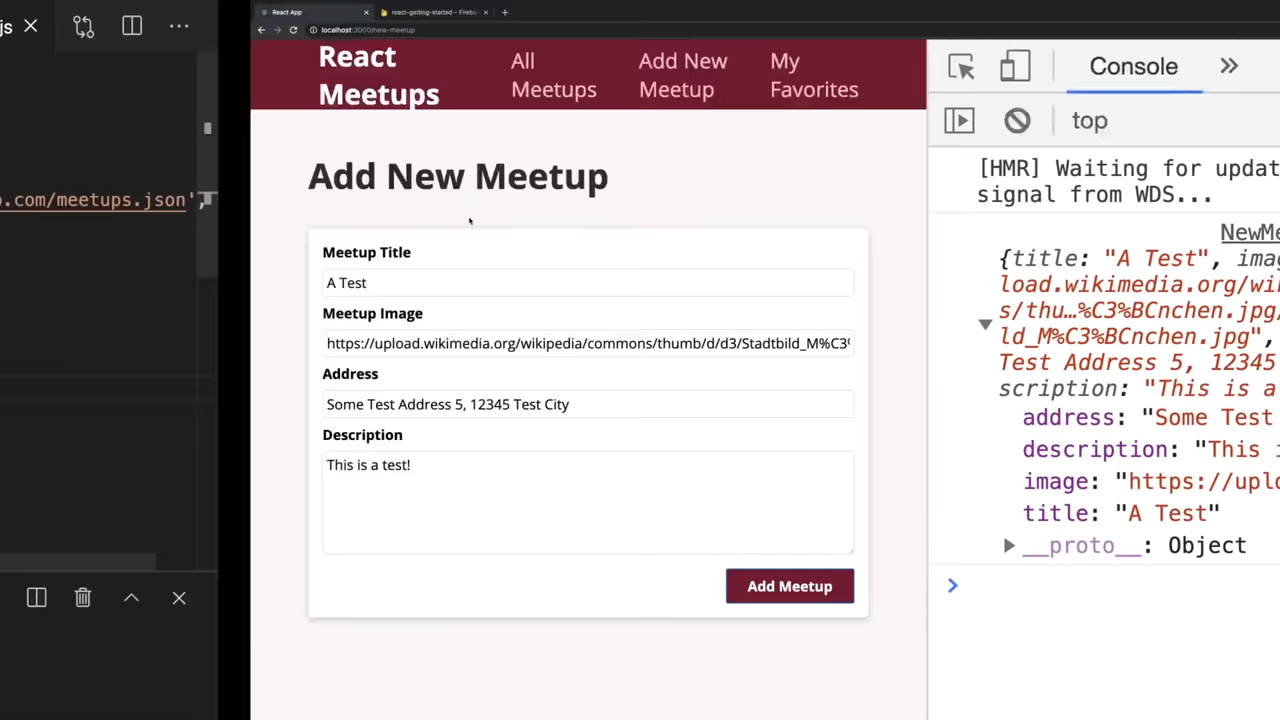 js
React App
react-getting-started – Fireba
localhost:3000/new-meetup
React
Meetups
All
Meetups
Add New
Meetup
My
Favorites
Console
top
.com/meetups.json',
Add New Meetup
Meetup Title
A Test
Meetup Image
https://upload.wikimedia.org/wikipedia/commons/thumb/d/d3/Stadtbild_M%C3%
Address
Some Test Address 5, 12345 Test City
Description
This is a test!
Add Meetup
[HMR] Waiting for updat
signal from WDS...
NewMe
{title: "A Test", ima
load.wikimedia.org/wi
s/thu…%C3%BCnchen.jpg/
ld_M%C3%BCnchen.jpg",
Test Address 5, 12345
scription: "This is a
address: "Some Test
description: "This i
image: "https://uplo
title: "A Test"
__proto__: Object